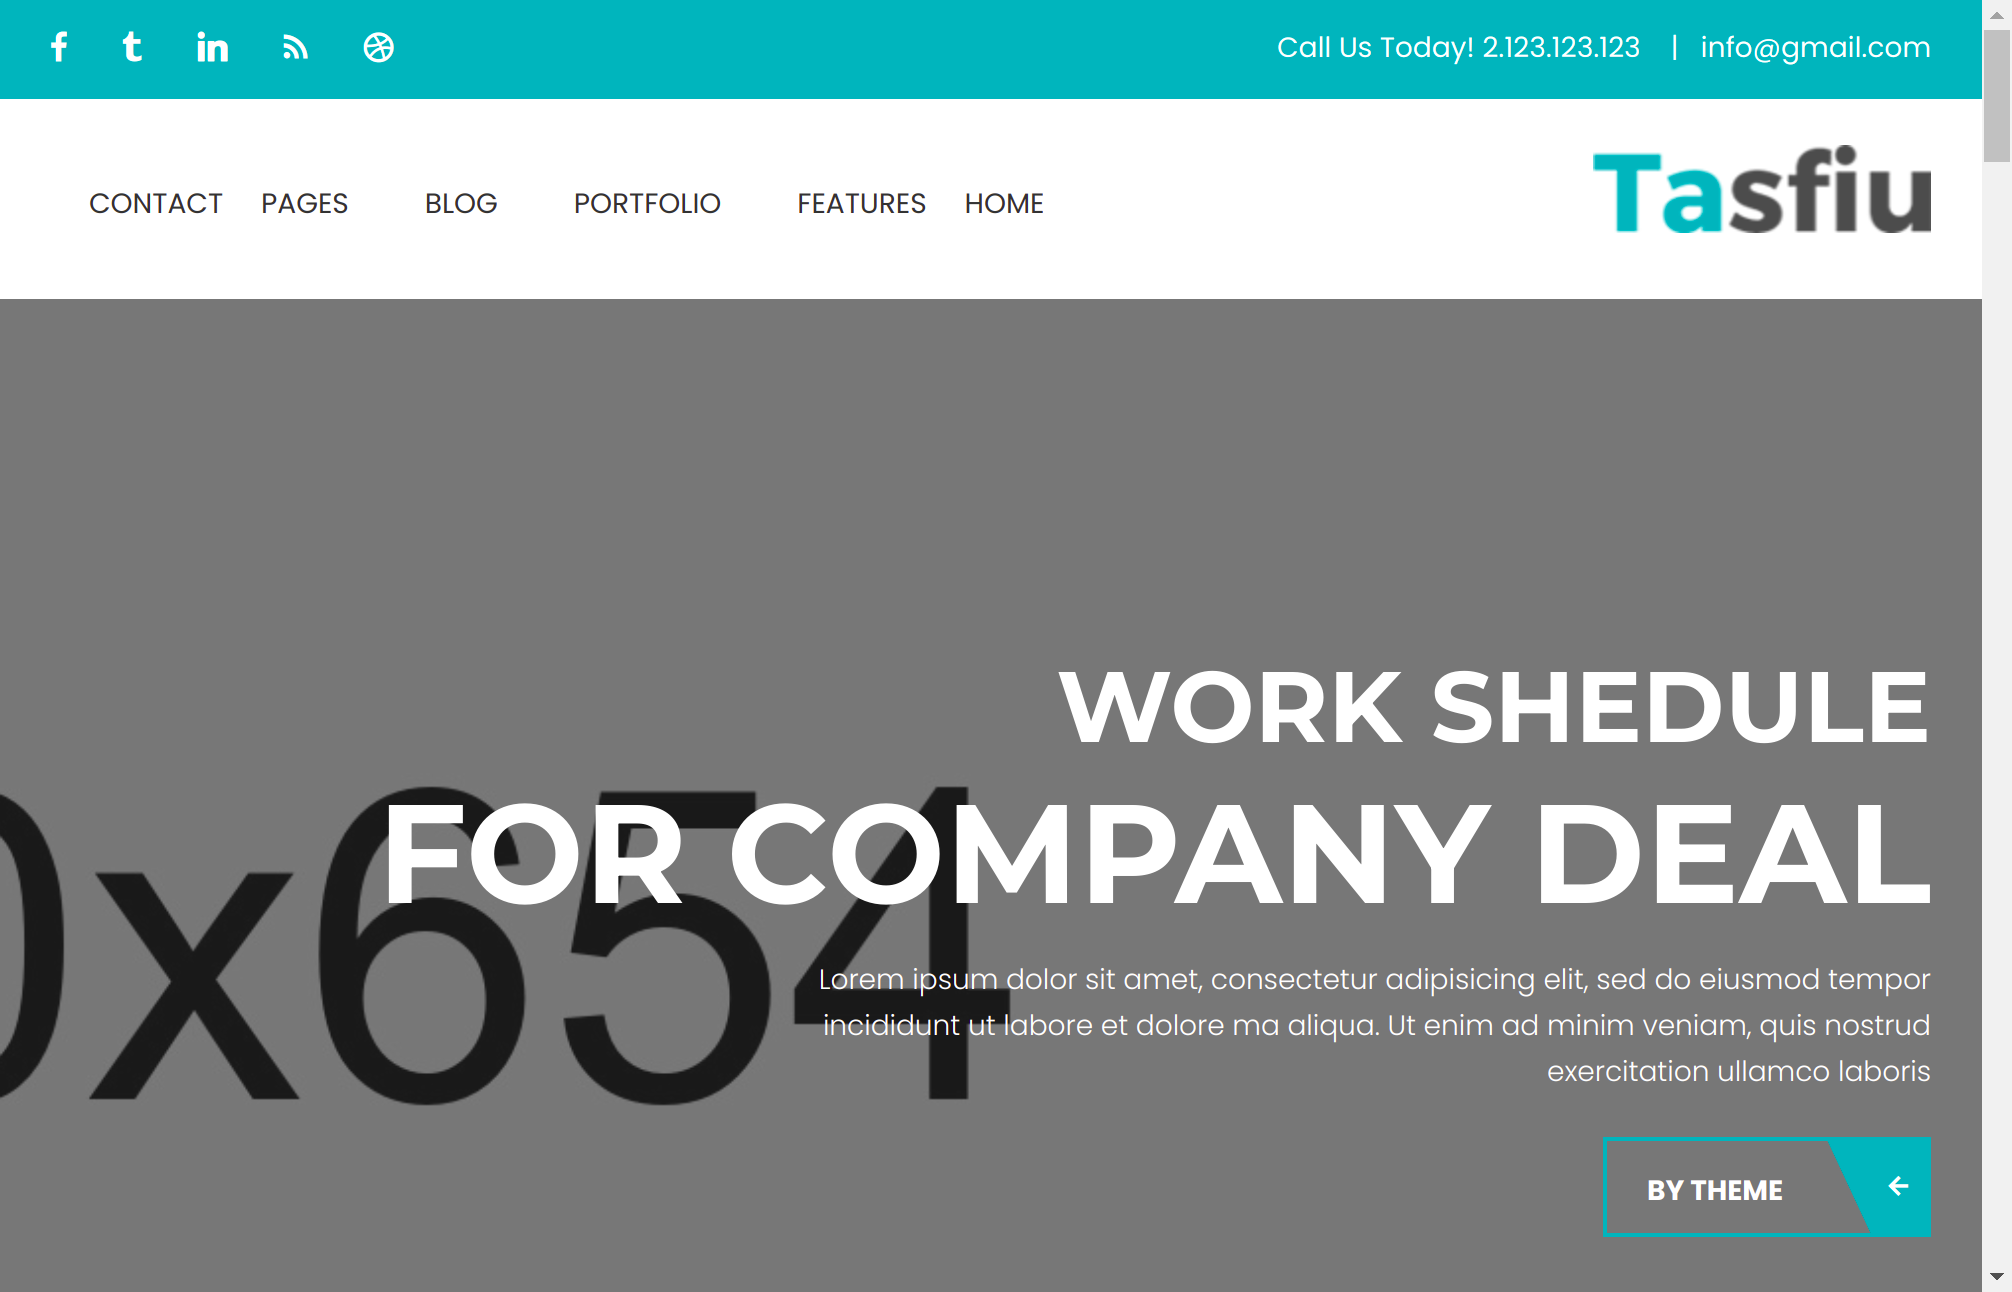 Call Us Today! 2.123.123.123 | info@gmail.com
CONTACT PAGES BLOG PORTFOLIO FEATURES HOME
Tasfiu
WORK SHEDULE
FOR COMPANY DEAL
0x654
Lorem ipsum dolor sit amet, consectetur adipisicing elit, sed do eiusmod tempor
incididunt ut labore et dolore ma aliqua. Ut enim ad minim veniam, quis nostrud
exercitation ullamco laboris
BY THEME